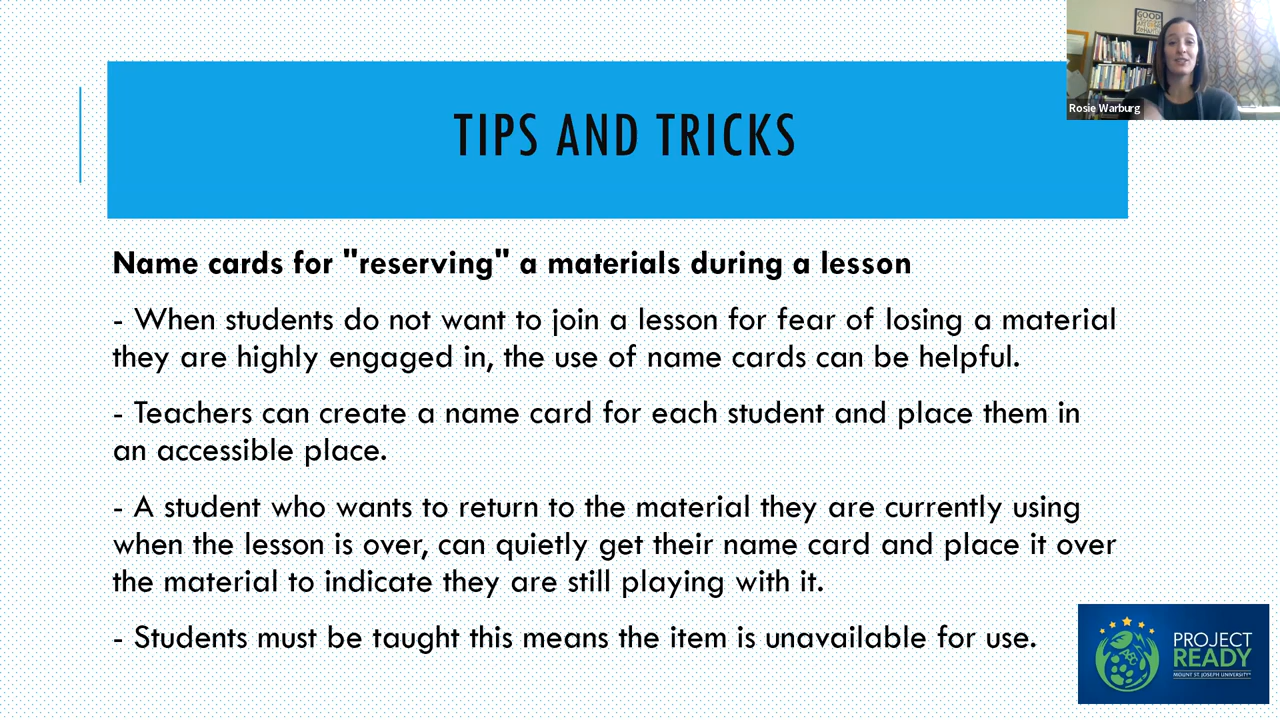 TIPS AND TRICKS
Rosie Warburg
Name cards for "reserving" a materials during a lesson
- When students do not want to join a lesson for fear of losing a material
they are highly engaged in, the use of name cards can be helpful.
- Teachers can create a name card for each student and place them in
an accessible place.
- A student who wants to return to the material they are currently using
when the lesson is over, can quietly get their name card and place it over
the material to indicate they are still playing with it.
- Students must be taught this means the item is unavailable for use.
ABC
PROJECT
READY
MOUNT ST. JOSEPH UNIVERSITY